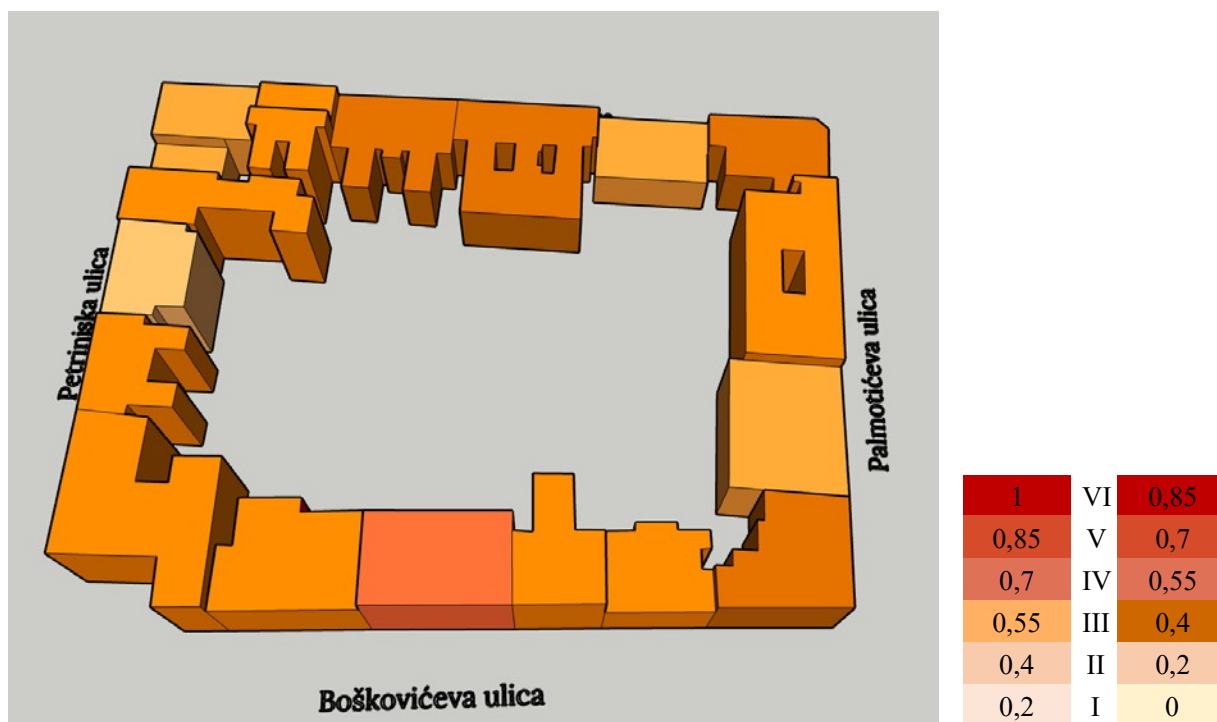 Petrinjska ulica
Palmotićeva ulica
Boškovićeva ulica
1 VI 0,85
0,85 V 0,7
0,7 IV 0,55
0,55 III 0,4
0,4 II 0,2
0,2 I 0